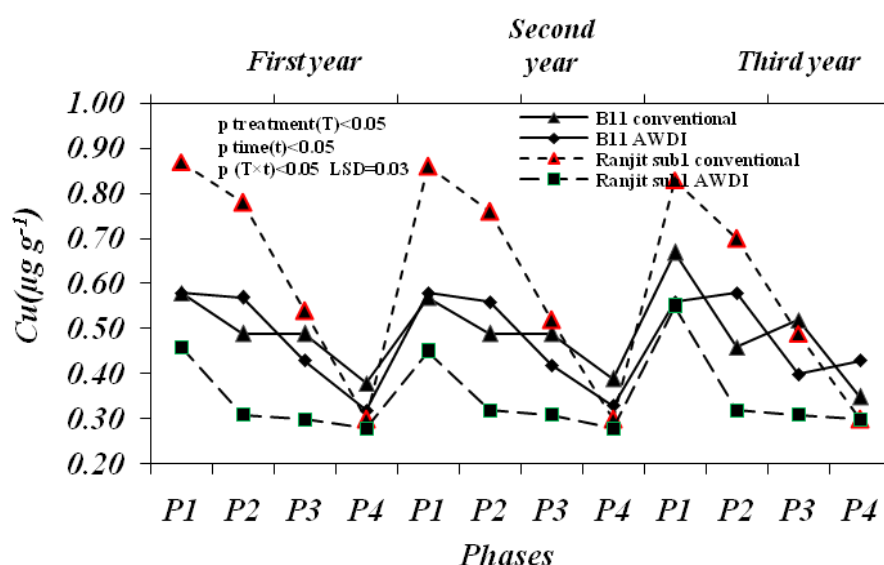 First year
Second
year
Third year
1.00
0.90
0.80
0.70
0.60
0.50
0.40
0.30
0.20
Cu(µg g-1)
p treatment(T)<0.05
p time(t)<0.05
p (T×t)<0.05 LSD=0.03
B11 conventional
B11 AWDI
Ranjit sub1 conventional
Ranjit sub1 AWDI
P1 P2 P3 P4 P1 P2 P3 P4 P1 P2 P3 P4
Phases